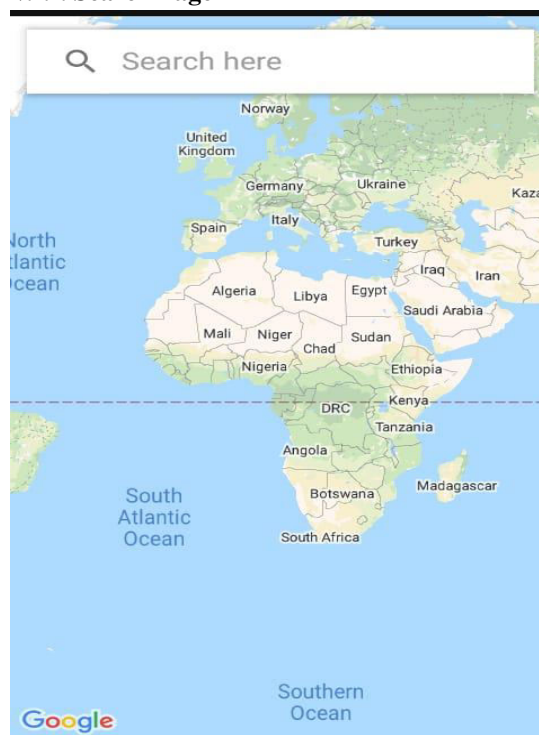 Search here
Norway
United
Kingdom
Germany
Ukraine
Kaza
Spain
Italy
Turkey
North
tlantic
Ocean
Iraq
Iran
Algeria
Libya
Egypt
Saudi Arabia
Mali
Niger
Chad
Sudan
Nigeria
Ethiopia
DRC
Kenya
Tanzania
Angola
Botswana
Madagascar
South
Atlantic
Ocean
South Africa
Southern
Ocean
Google